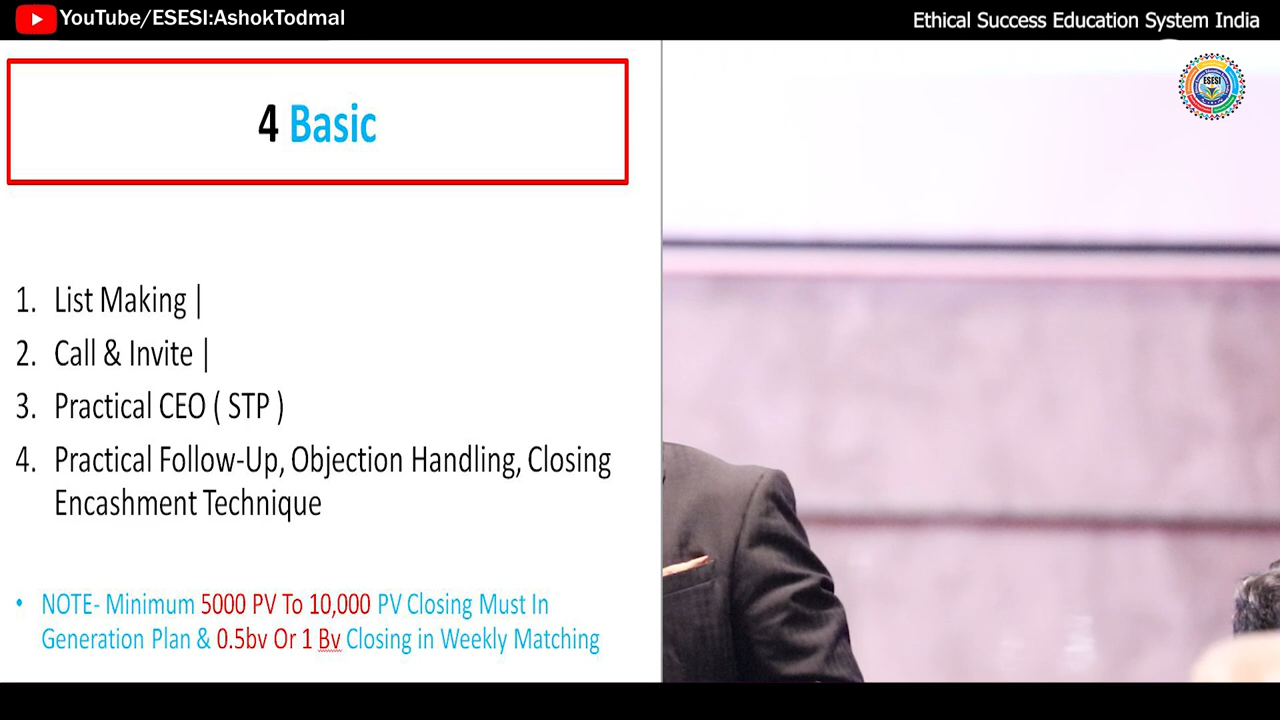 YouTube/ESESI:AshokTodmal
Ethical Success Education System India
ESESI
4 Basic
1. List Making |
2. Call & Invite |
3. Practical CEO ( STP )
4. Practical Follow-Up, Objection Handling, Closing
Encashment Technique
• NOTE- Minimum 5000 PV To 10,000 PV Closing Must In
Generation Plan & 0.5bv Or 1 Bv Closing in Weekly Matching